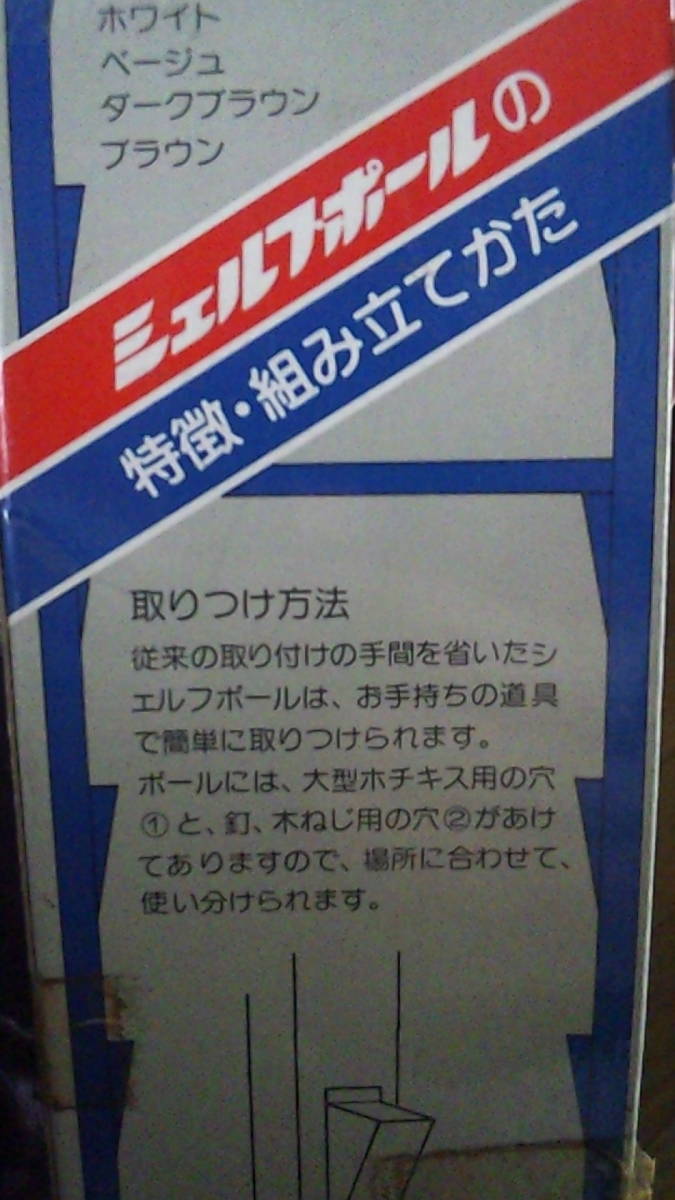 ホワイト
ベージュ
ダークブラウン
ブラウン
シェルフポールの
特徴・組み立てかた
取りつけ方法
従来の取り付けの手間を省いたシ
ェルフポールは、お手持ちの道具
で簡単に取りつけられます。
ポールには、大型ホチキス用の穴
①と、釘、木ねじ用の穴②があけ
てありますので、場所に合わせて、
使い分けられます。